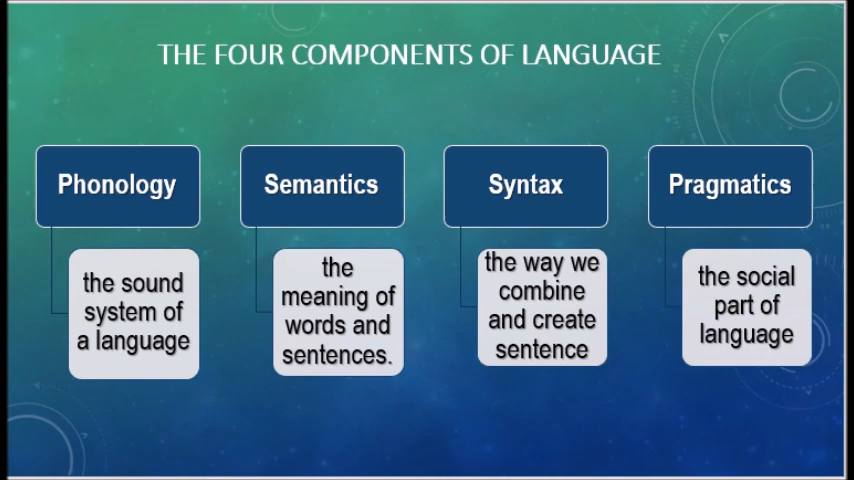 THE FOUR COMPONENTS OF LANGUAGE
Phonology
the sound
system of
a language
Semantics
the
meaning of
words and
sentences.
Syntax
the way we
combine
and create
sentence
Pragmatics
the social
part of
language